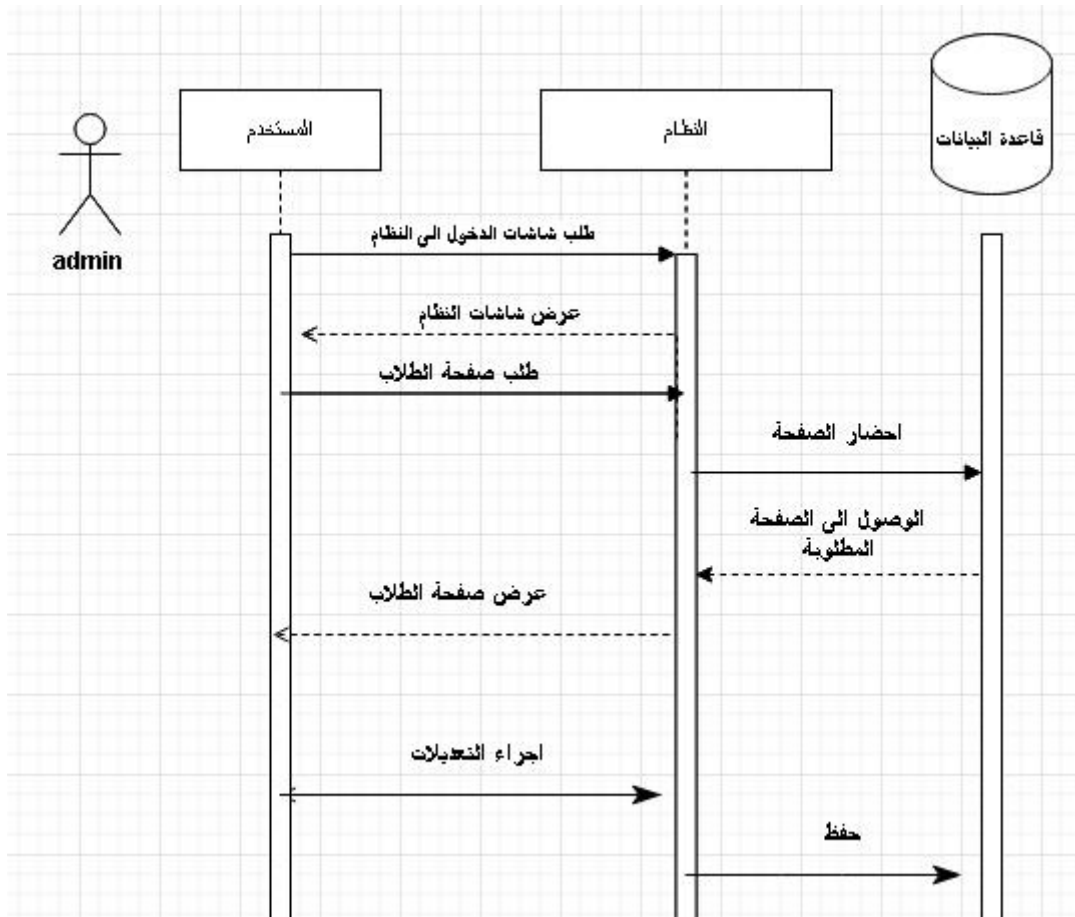 المستخدم
النظام
قاعدة البيانات
admin
طلب شاشات الدخول الى النظام
عرض شاشات النظام
طلب صفحة الطلاب
احضار الصفحة
الوصول الى الصفحة
المطلوبة
عرض صفحة الطلاب
اجراء التعديلات
حفظ